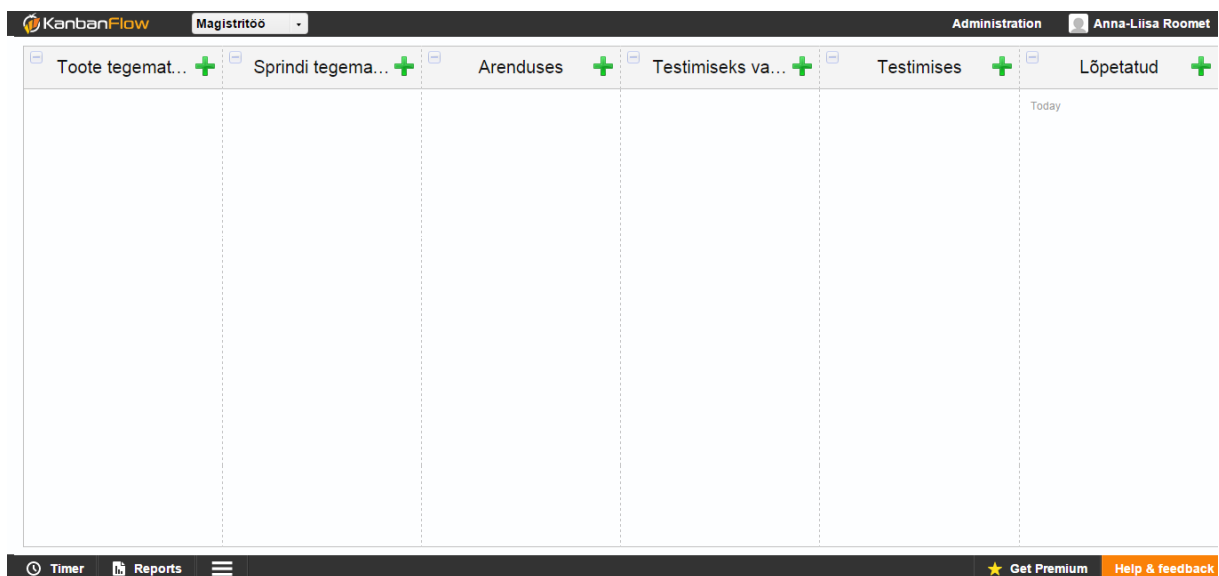 KanbanFlow Magistritöö Administration Anna-Liisa Roomet
Toote tegemat... Sprindi tegema... Arenduses Testimiseks va... Testimises Lõpetatud
Today
Timer Reports Get Premium Help & feedback